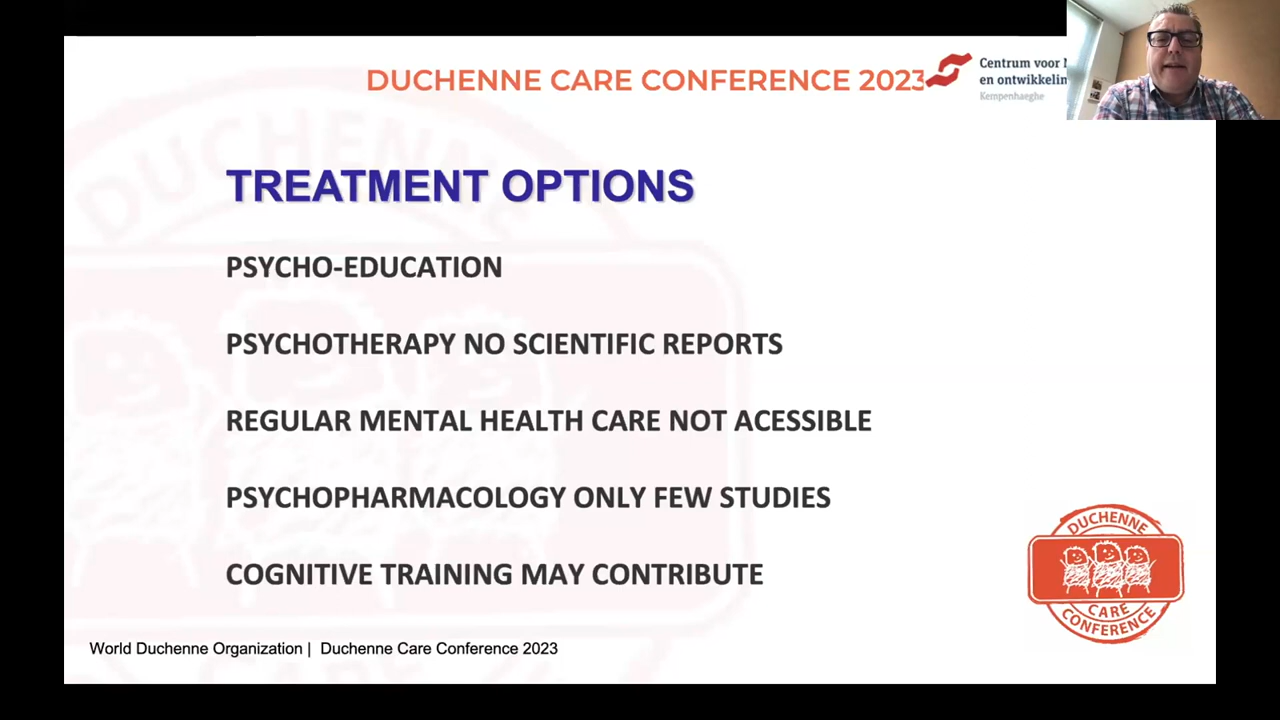 DUCHENNE CARE CONFERENCE 2023
Centrum voor
en ontwikkelin
Kempenhaeghe
TREATMENT OPTIONS
PSYCHO-EDUCATION
PSYCHOTHERAPY NO SCIENTIFIC REPORTS
REGULAR MENTAL HEALTH CARE NOT ACESSIBLE
PSYCHOPHARMACOLOGY ONLY FEW STUDIES
COGNITIVE TRAINING MAY CONTRIBUTE
DUCHENNE
CARE
CONFERENCE
World Duchenne Organization | Duchenne Care Conference 2023